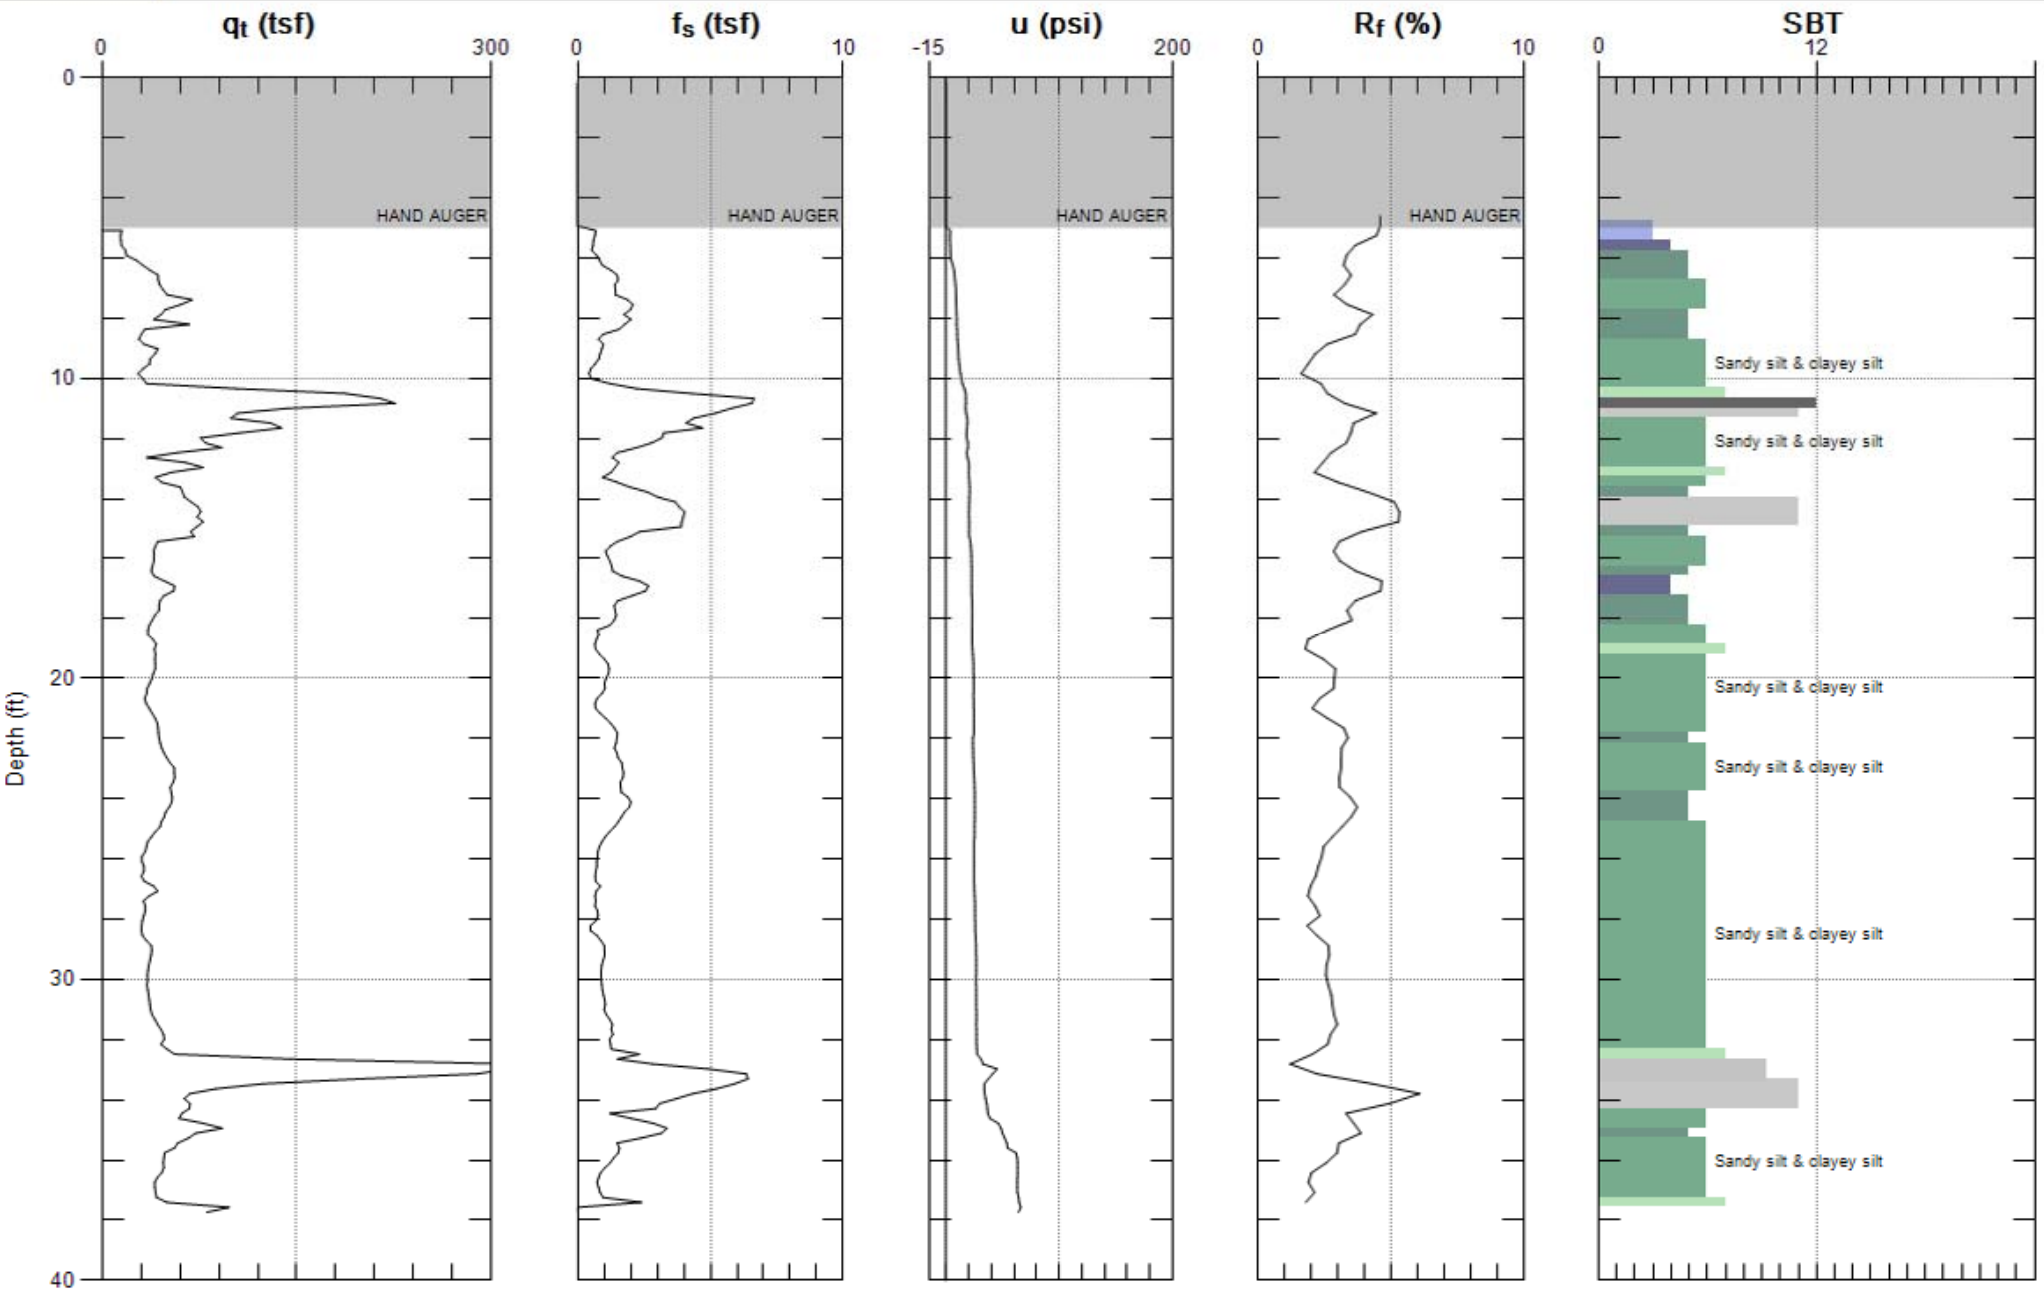 qt (tsf) fs (tsf) u (psi) Rf (%) SBT
0 300 0 10 -15 200 0 10 0 12
0
HAND AUGER HAND AUGER HAND AUGER HAND AUGER
Sandy silt & clayey silt
10
Sandy silt & clayey silt
20
Sandy silt & clayey silt
Depth (ft)
Sandy silt & clayey silt
Sandy silt & clayey silt
30
Sandy silt & clayey silt
40